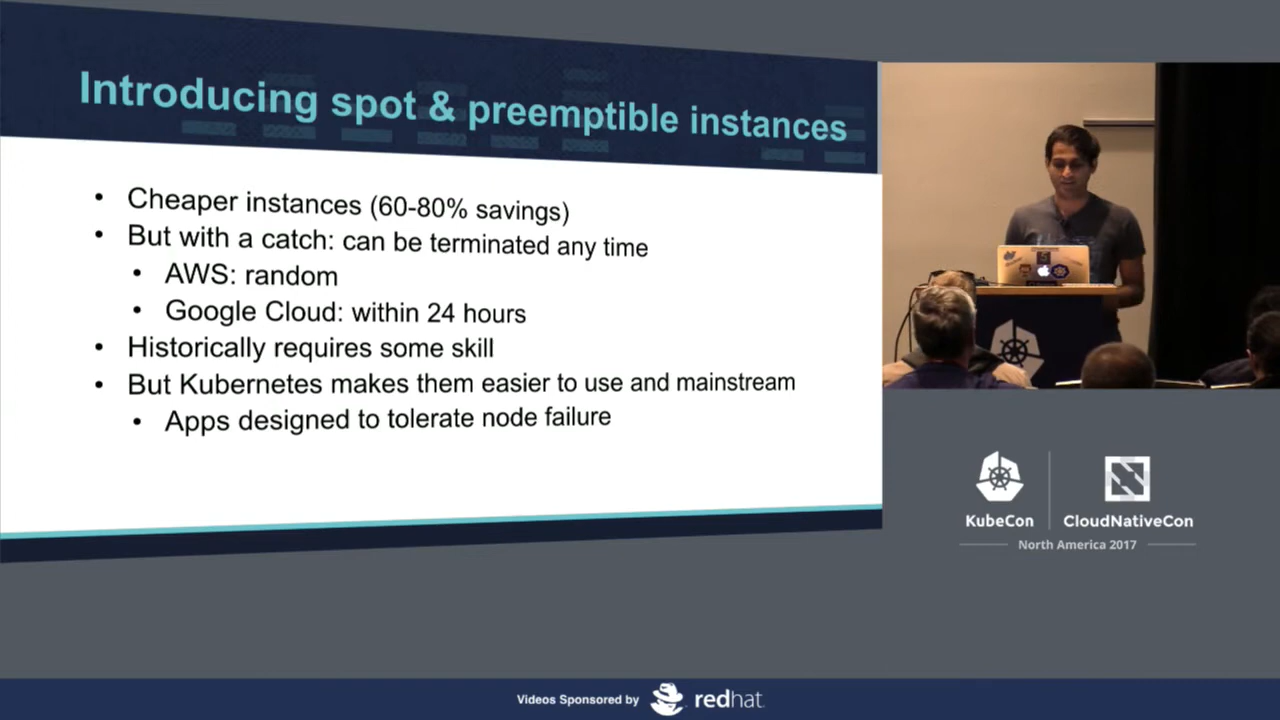 Introducing spot & preemptible instances
• Cheaper instances (60-80% savings)
• But with a catch: can be terminated any time
• AWS: random
• Google Cloud: within 24 hours
• Historically requires some skill
• But Kubernetes makes them easier to use and mainstream
• Apps designed to tolerate node failure
KubeCon
CloudNativeCon
North America 2017
Videos Sponsored by
redhat.